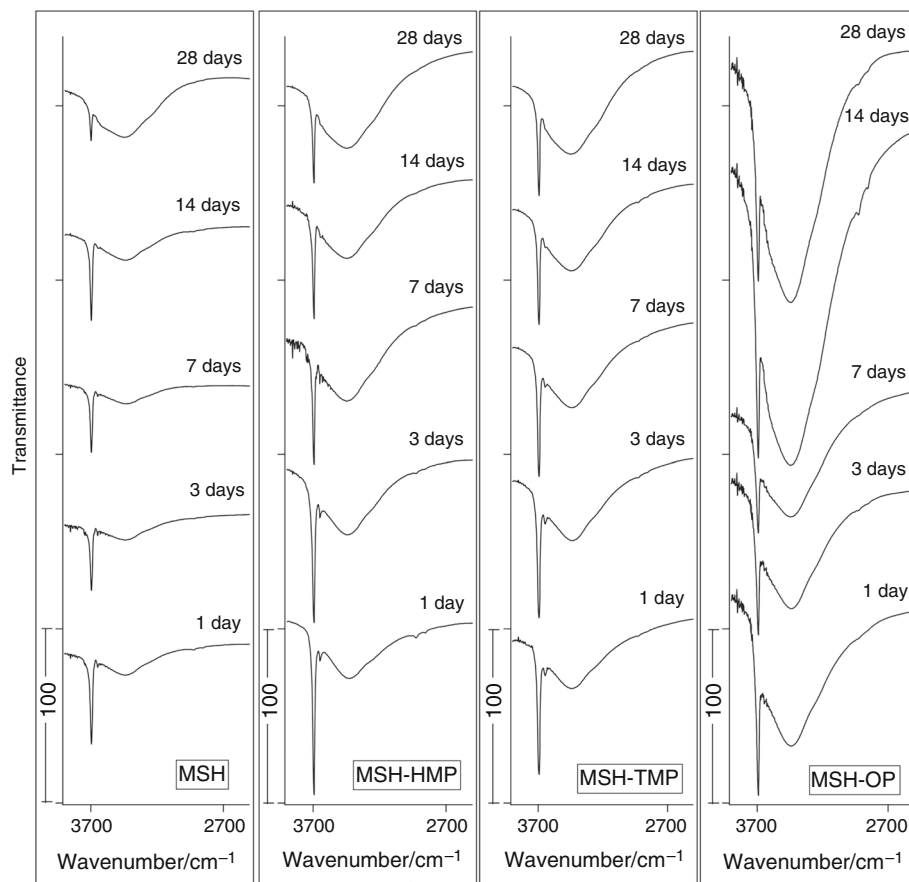 Transmittance
28 days
14 days
7 days
3 days
1 day
100
MSH
3700 2700
Wavenumber/cm⁻¹
28 days
14 days
7 days
3 days
1 day
100
MSH-HMP
3700 2700
Wavenumber/cm⁻¹
28 days
14 days
7 days
3 days
1 day
100
MSH-TMP
3700 2700
Wavenumber/cm⁻¹
28 days
14 days
7 days
3 days
1 day
100
MSH-OP
3700 2700
Wavenumber/cm⁻¹